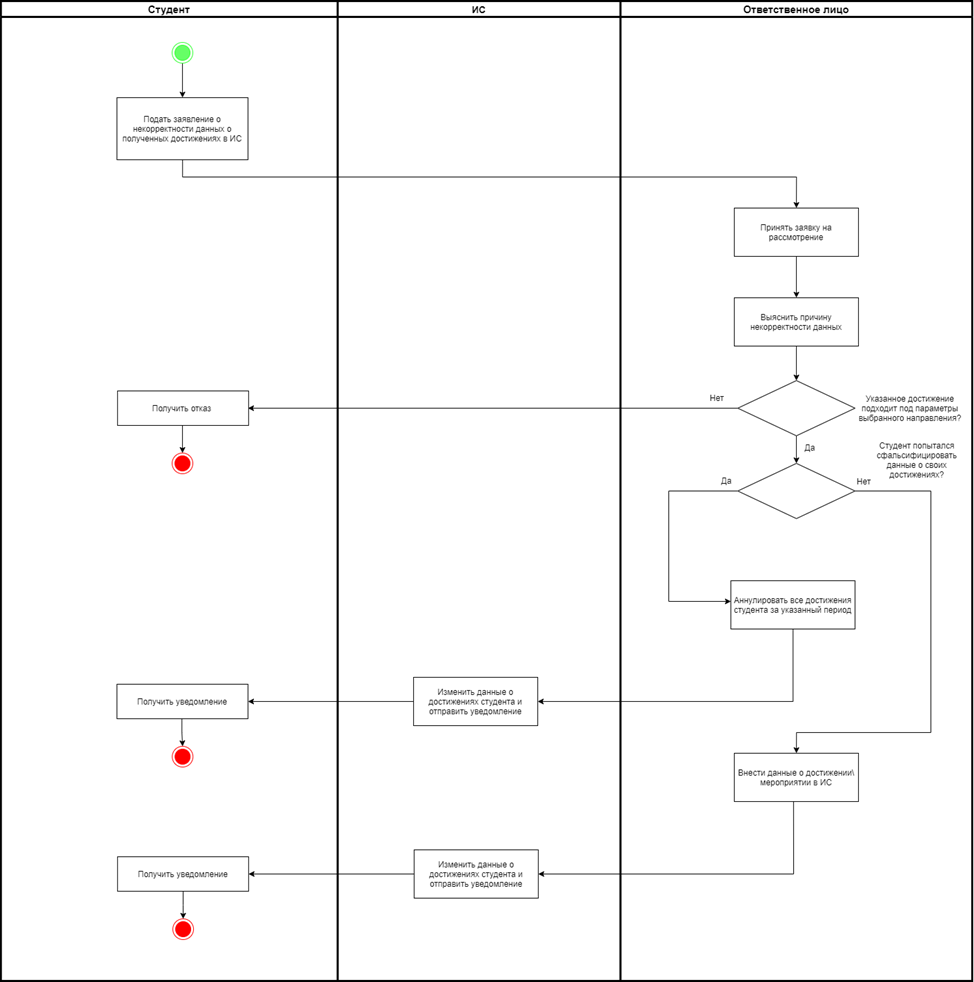 Студент
ИС
Ответственное лицо
Подать заявление о
некорректности данных о
полученных достижениях в ИС
Принять заявку на
рассмотрение
Выяснить причину
некорректности данных
Получить отказ
Нет
Указанное достижение
подходит под параметры
выбранного направления?
Да
Студент попытался
сфальсифицировать
данные о своих
достижениях?
Да
Нет
Аннулировать все достижения
студента за указанный период
Получить уведомление
Изменить данные о
достижениях студента и
отправить уведомление
Внести данные о достижении\
мероприятии в ИС
Получить уведомление
Изменить данные о
достижениях студента и
отправить уведомление